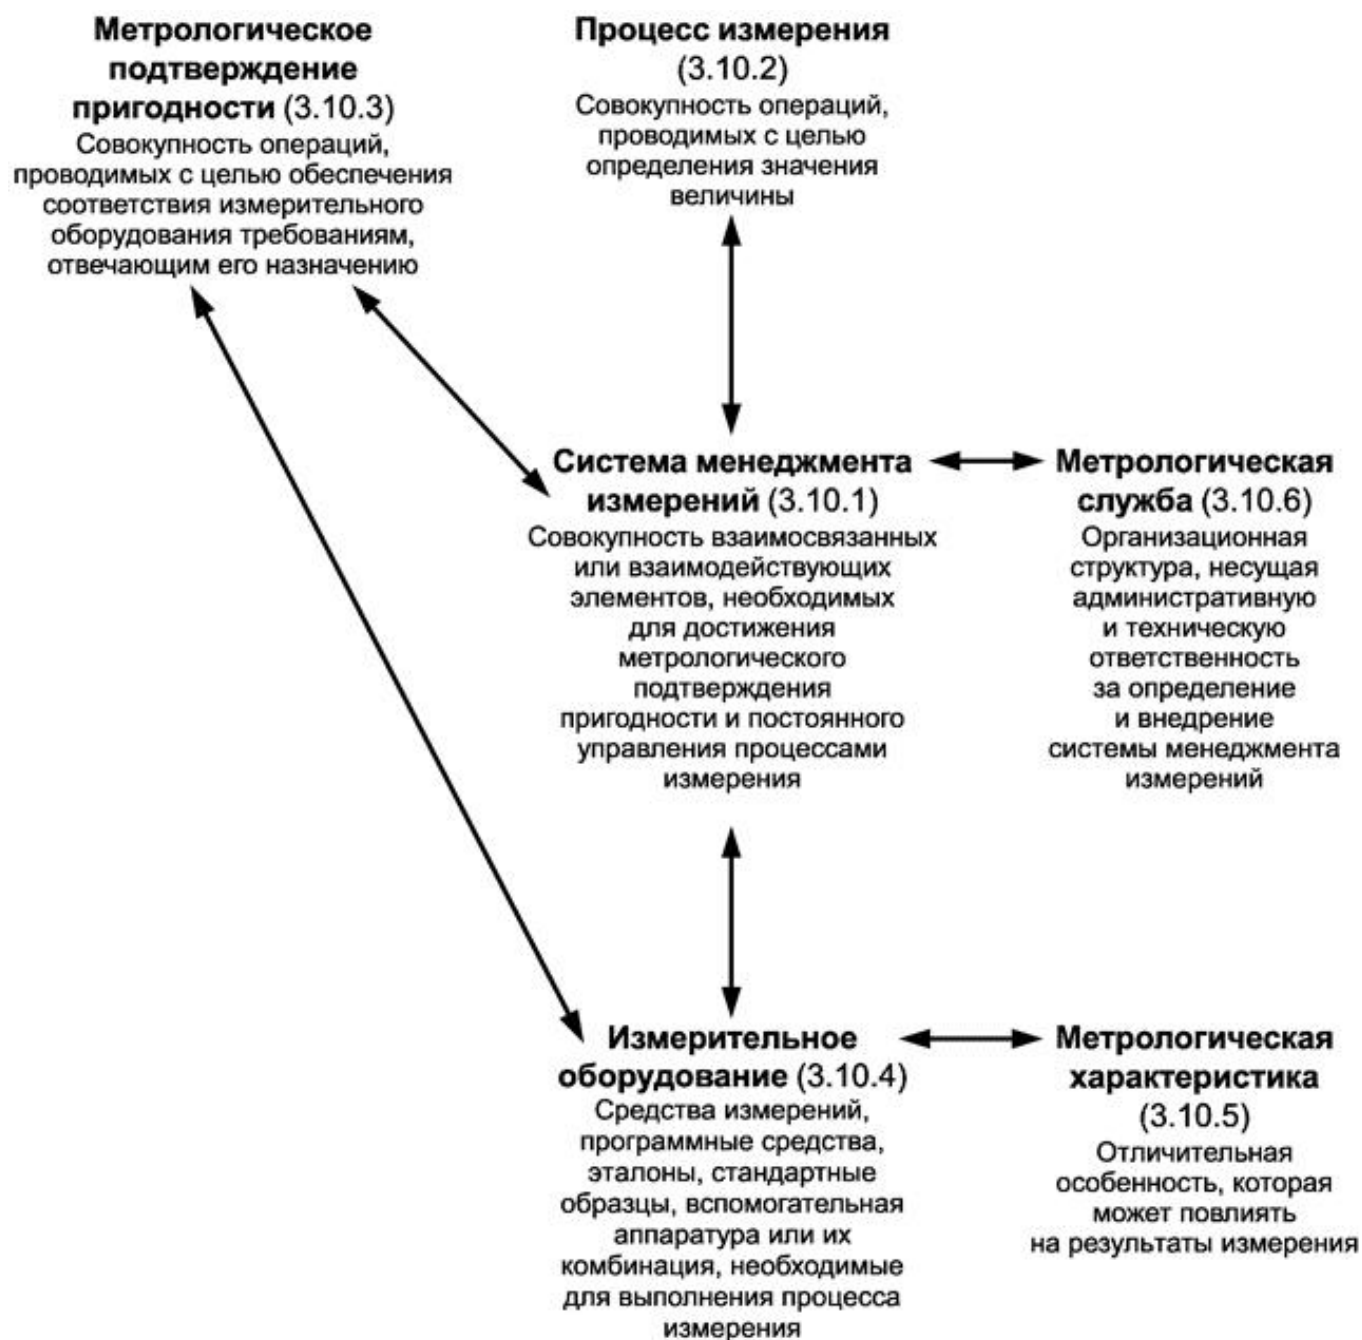 Метрологическое
подтверждение
пригодности (3.10.3)
Совокупность операций,
проводимых с целью обеспечения
соответствия измерительного
оборудования требованиям,
отвечающим его назначению
Процесс измерения
(3.10.2)
Совокупность операций,
проводимых с целью
определения значения
величины
Система менеджмента
измерений (3.10.1)
Совокупность взаимосвязанных
или взаимодействующих
элементов, необходимых
для достижения
метрологического
подтверждения
пригодности и постоянного
управления процессами
измерения
Метрологическая
служба (3.10.6)
Организационная
структура, несущая
административную
и техническую
ответственность
за определение
и внедрение
системы менеджмента
измерений
Измерительное
оборудование (3.10.4)
Средства измерений,
программные средства,
эталоны, стандартные
образцы, вспомогательная
аппаратура или их
комбинация, необходимые
для выполнения процесса
измерения
Метрологическая
характеристика
(3.10.5)
Отличительная
особенность, которая
может повлиять
на результаты измерения